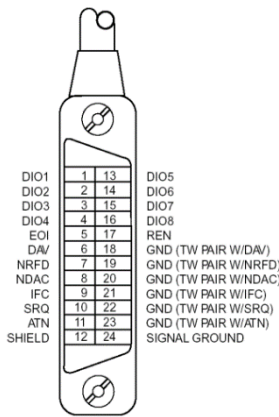 DIO1 1 13 DIO5
DIO2 2 14 DIO6
DIO3 3 15 DIO7
DIO4 4 16 DIO8
EOI 5 17 REN
DAV 6 18 GND (TW PAIR W/DAV)
NRFD 7 19 GND (TW PAIR W/NRFD)
NDAC 8 20 GND (TW PAIR W/NDAC)
IFC 9 21 GND (TW PAIR W/IFC)
SRQ 10 22 GND (TW PAIR W/SRQ)
ATN 11 23 GND (TW PAIR W/ATN)
SHIELD 12 24 SIGNAL GROUND